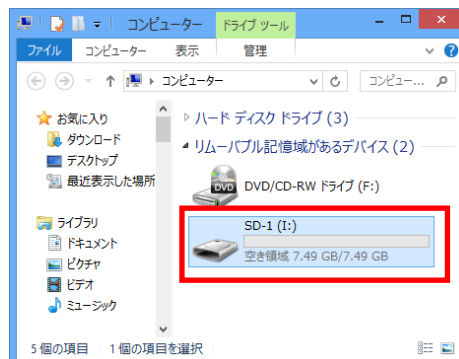 コンピューター
ドライブ ツール
ファイル
コンピューター
表示
管理
コンピューター
コンピュー...
お気に入り
ダウンロード
デスクトップ
最近表示した場所
ライブラリ
ドキュメント
ピクチャ
ビデオ
ミュージック
ハード ディスク ドライブ (3)
リムーバブル記憶域があるデバイス (2)
DVD
DVD/CD-RW ドライブ (F:)
SD-1 (I:)
空き領域 7.49 GB/7.49 GB
5 個の項目
1 個の項目を選択